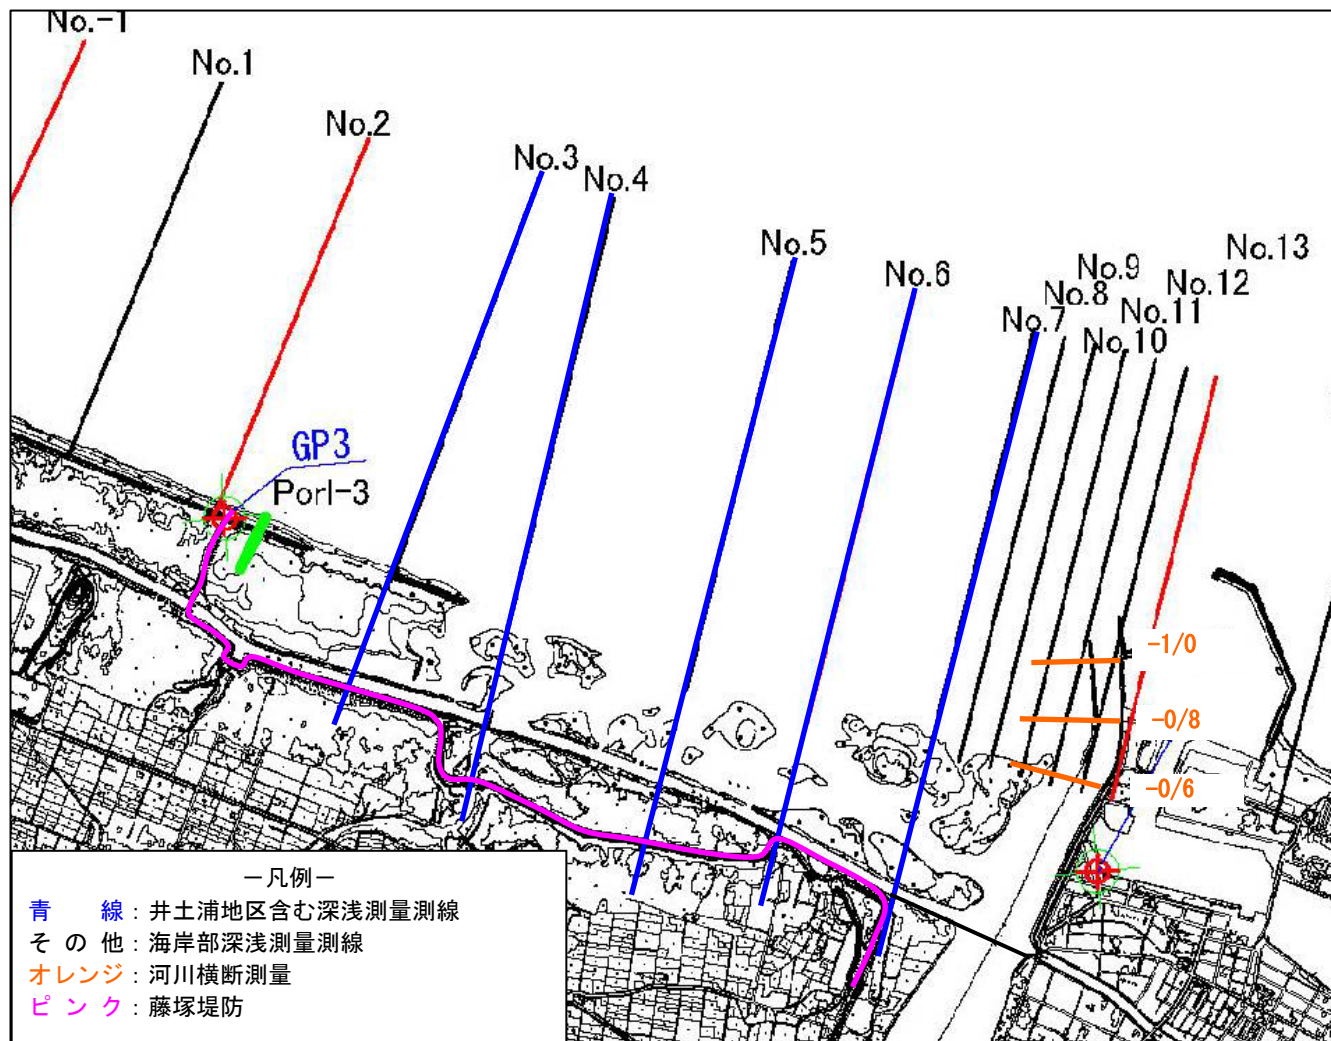 No.-1
No.1
No.2
No.3
No.4
No.5
No.6
No.7
No.8
No.9
No.10
No.11
No.12
No.13
GP3
Porl-3
-1/0
-0/8
-0/6
－凡例－
青　線：井土浦地区含む深浅測量測線
その他：海岸部深浅測量測線
オレンジ：河川横断測量
ピンク：藤塚堤防